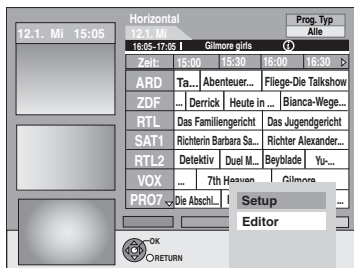 Horizontal
Prog. Typ
12.1. Mi 15:05
12.1. Mi
Alle
16:05-17:05 Gilmore girls
Zeit: 15:00 15:30 16:00 16:30
ARD Ta... Abenteuer... Fliege-Die Talkshow
ZDF ... Derrick Heute in ... Bianca-Wege...
RTL Das Familiengericht Das Jugendgericht
SAT1 Richterin Barbara Sa... Richter Alexander...
RTL2 Detektiv Duel M... Beyblade Yu-...
VOX ... 7th Heaven Gilmore
PRO7 Die Abschl... ...
Setup
Editor
OK
RETURN